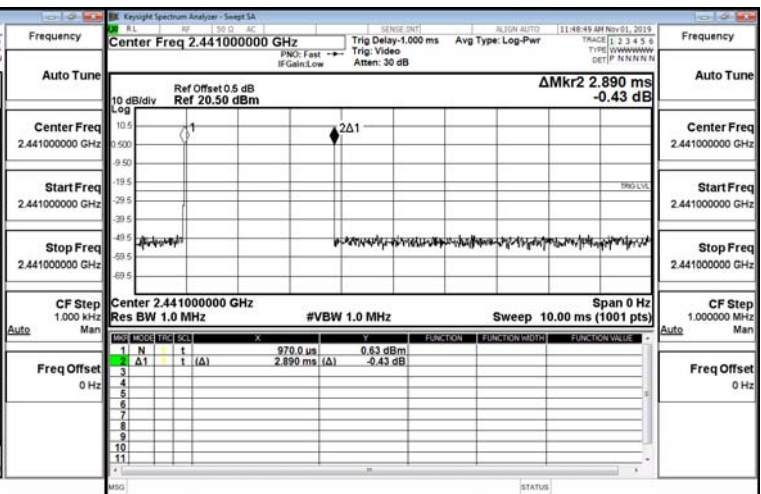 Keysight Spectrum Analyzer - Swept SA
RL RF 50 Ω AC SENSE:INT ALIGN AUTO 11:48:49 AM Nov 01, 2019
Center Freq 2.441000000 GHz
PNO: Fast
IFGain:Low
Trig Delay-1.000 ms
Trig: Video
Atten: 30 dB
Avg Type: Log-Pwr
TRACE 1 2 3 4 5 6
TYPE WWWWWW
DET P N N N N N
Ref Offset 0.5 dB
10 dB/div Ref 20.50 dBm
Log
ΔMkr2 2.890 ms
-0.43 dB
10.5
0.500
-9.50
-19.5
-29.5
-39.5
-49.5
-59.5
-69.5
1
2Δ1
TRIG LVL
Center 2.441000000 GHz Span 0 Hz
Res BW 1.0 MHz #VBW 1.0 MHz Sweep 10.00 ms (1001 pts)
MKR MODE TRC SCL X Y FUNCTION FUNCTION WIDTH FUNCTION VALUE
1 N t 970.0 us 0.63 dBm
2 Δ1 t (Δ) 2.890 ms (Δ) -0.43 dB
3
4
5
6
7
8
9
10
11
MSG STATUS
Frequency
Auto Tune
Center Freq
2.441000000 GHz
Start Freq
2.441000000 GHz
Stop Freq
2.441000000 GHz
CF Step
1.000 kHz
Auto Man
Freq Offset
0 Hz
Frequency
Auto Tune
Center Freq
2.441000000 GHz
Start Freq
2.441000000 GHz
Stop Freq
2.441000000 GHz
CF Step
1.000000 MHz
Auto Man
Freq Offset
0 Hz